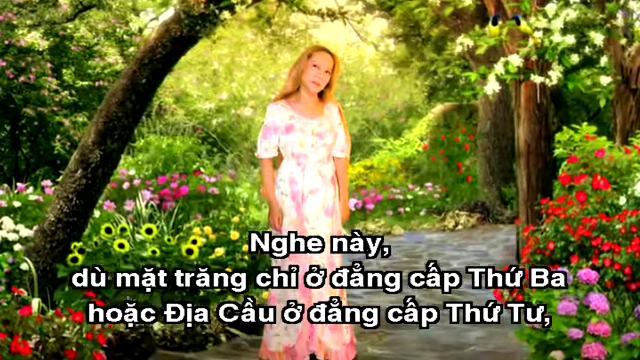 Nghe này,
dù mặt trăng chỉ ở đẳng cấp Thứ Ba
hoặc Địa Cầu ở đẳng cấp Thứ Tư,